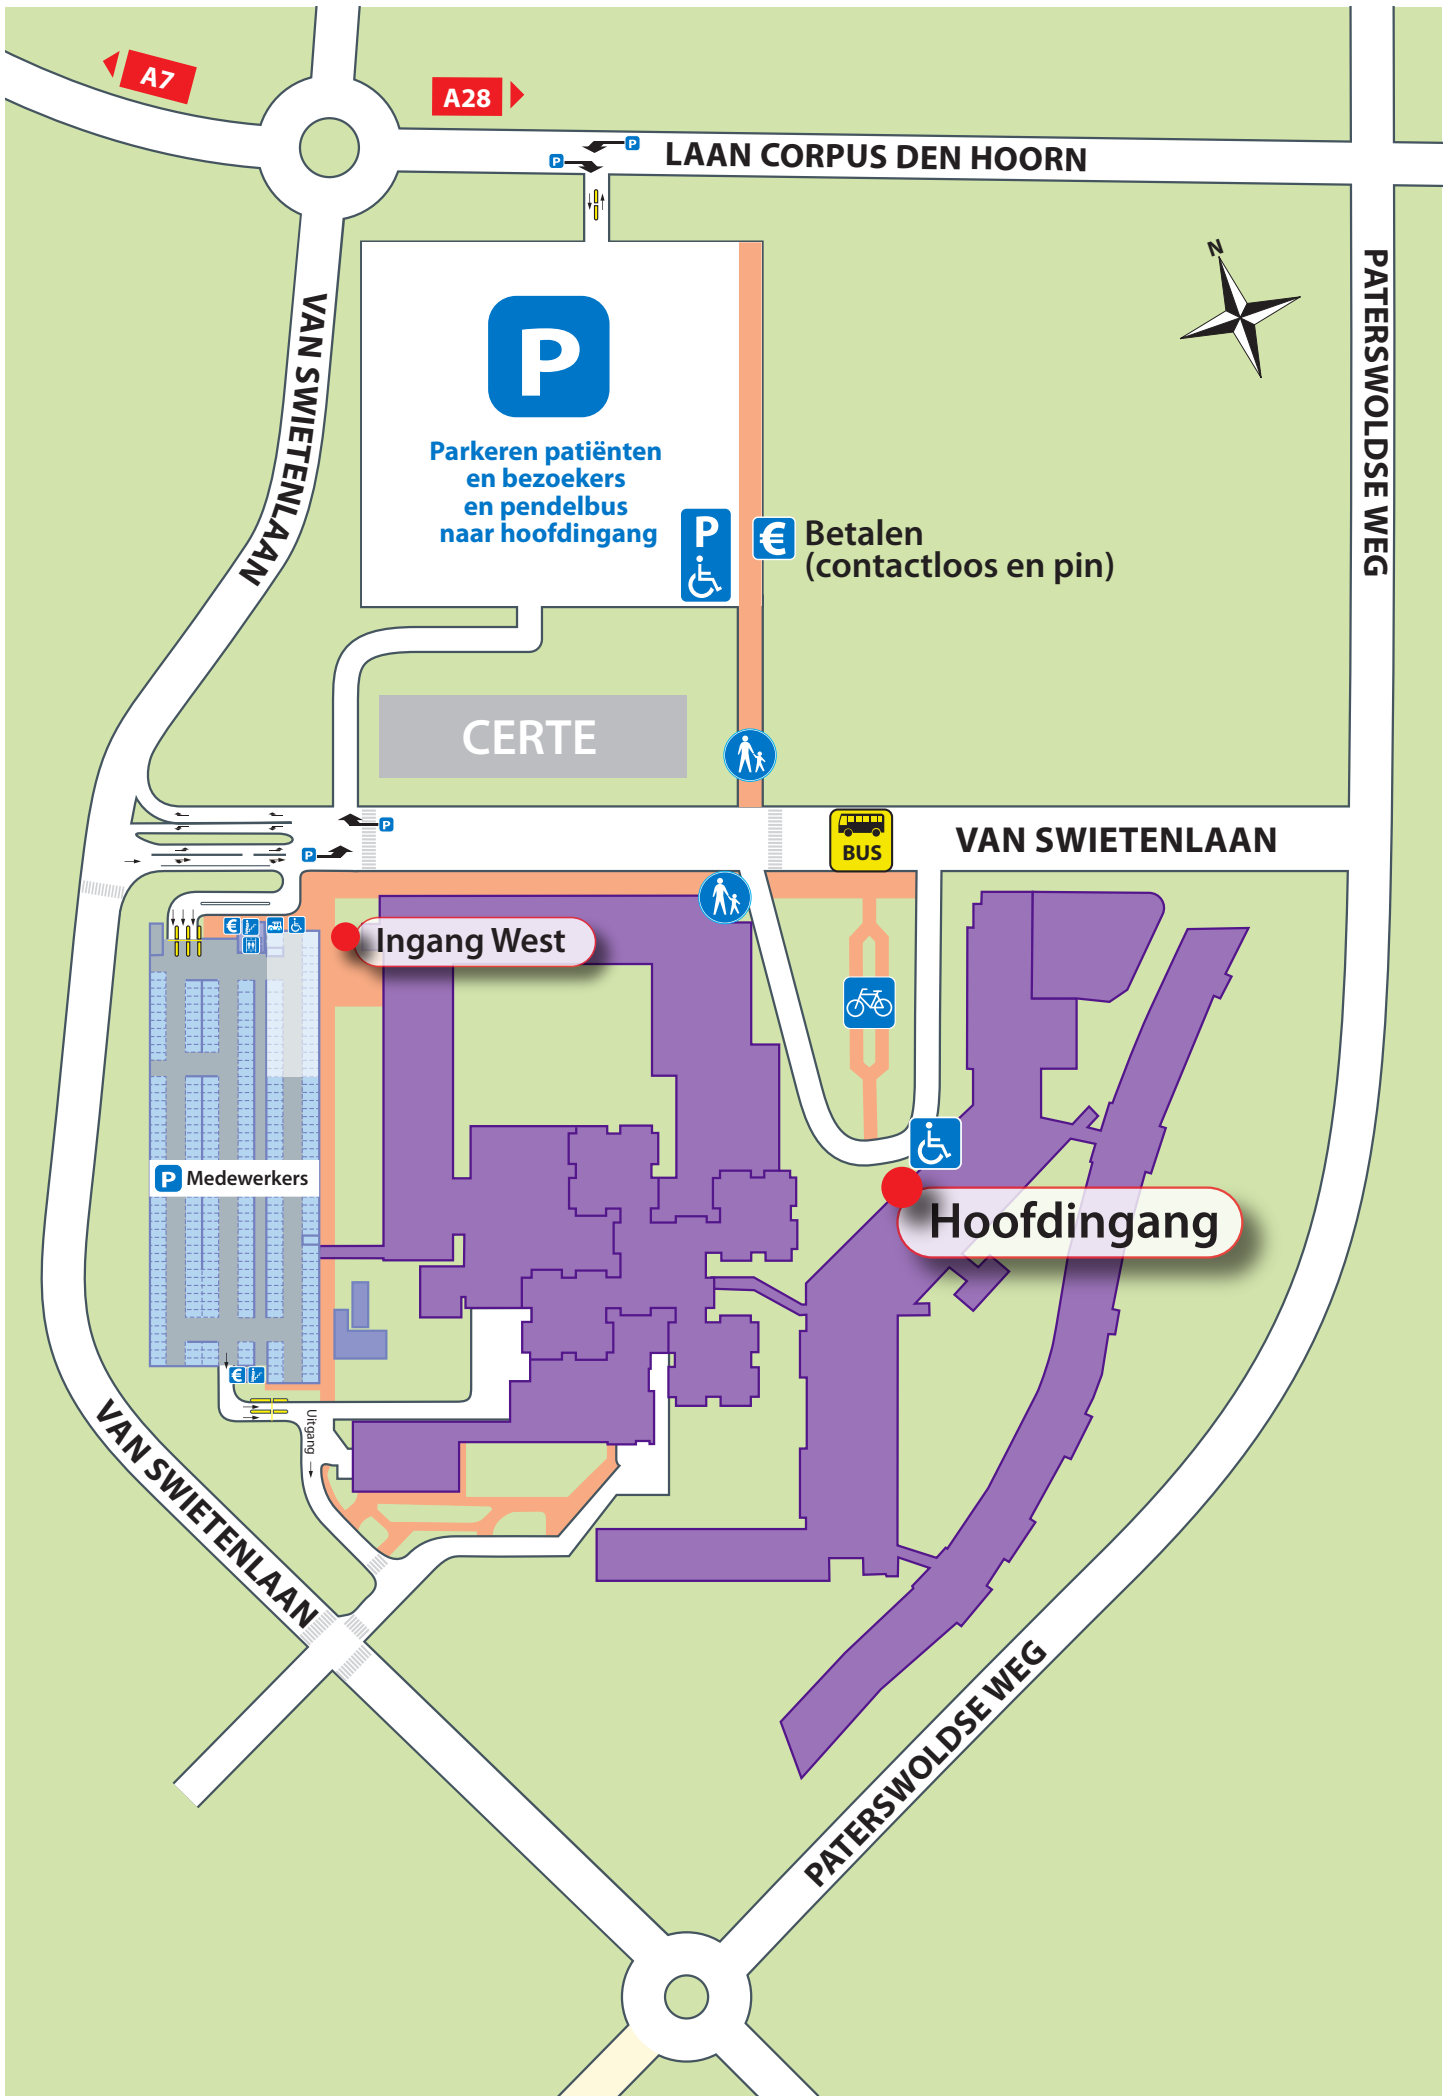 A7
A28
P
P
LAAN CORPUS DEN HOORN
N
VAN SWIETENLAAN
PATERSWOLDSE WEG
P
Parkeren patiënten
en bezoekers
en pendelbus
naar hoofdingang
P
€ Betalen
(contactloos en pin)
CERTE
P
P
BUS
VAN SWIETENLAAN
€
Ingang West
P Medewerkers
Hoofdingang
€
Uitgang
VAN SWIETENLAAN
PATERSWOLDSE WEG